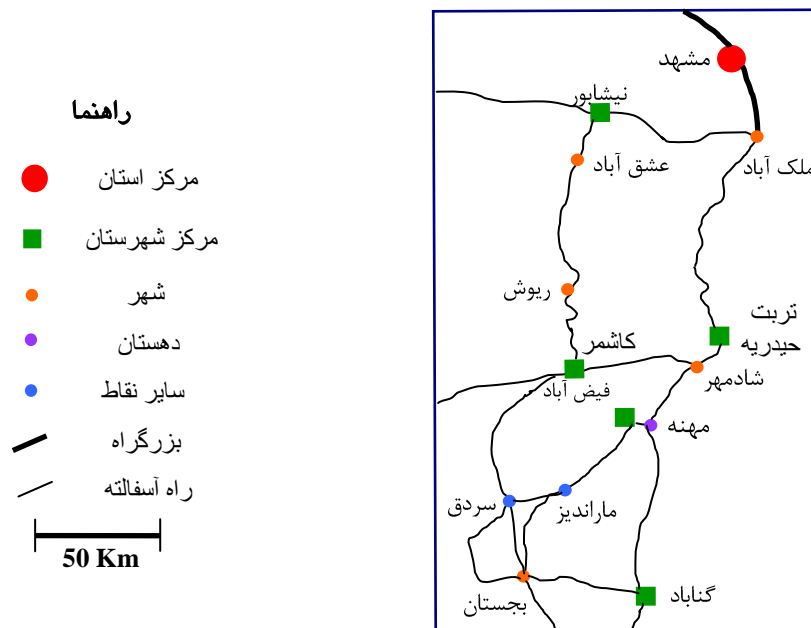 راهنما
مرکز استان
مرکز شهرستان
شهر
دهستان
سایر نقاط
بزرگراه
راه آسفالته
50 Km
مشهد
نیشابور
عشق آباد
ملک آباد
ریوش
تربت
حیدریه
کاشمر
شادمهر
فیض آباد
مهنه
ماراندیز
سردق
بجستان
گناباد